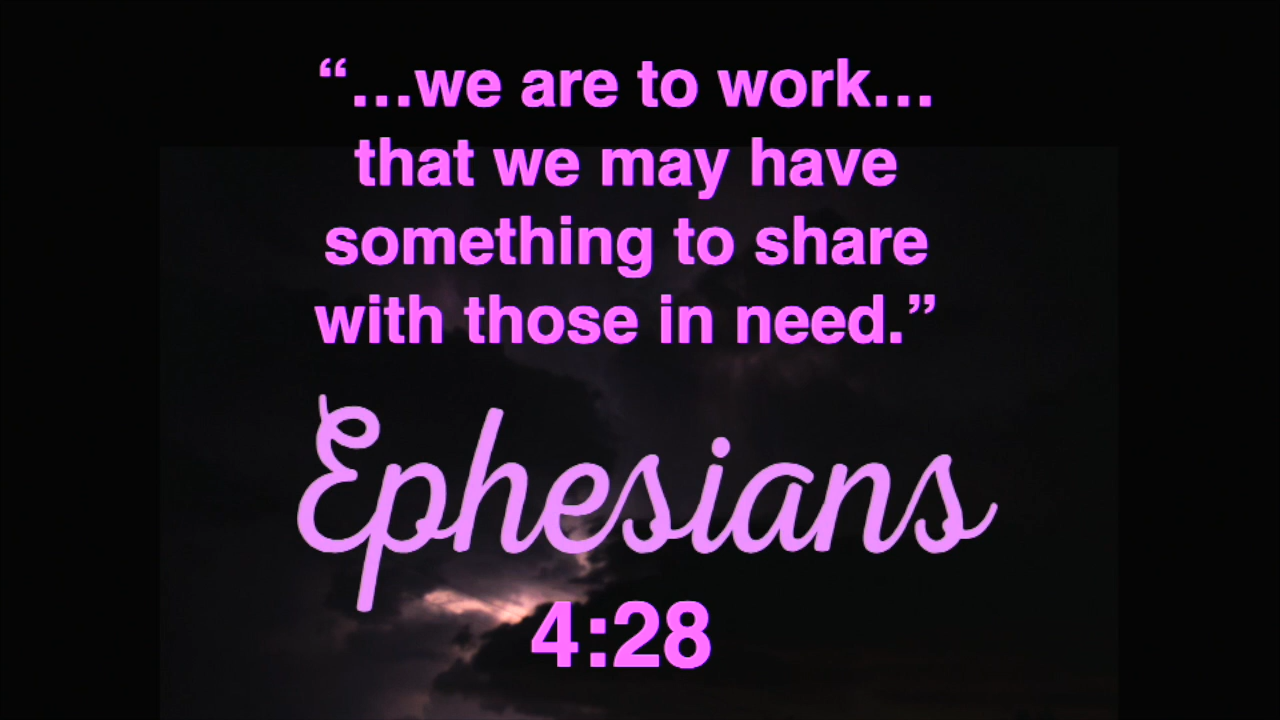 “…we are to work…
that we may have
something to share
with those in need.”
Ephesians
4:28